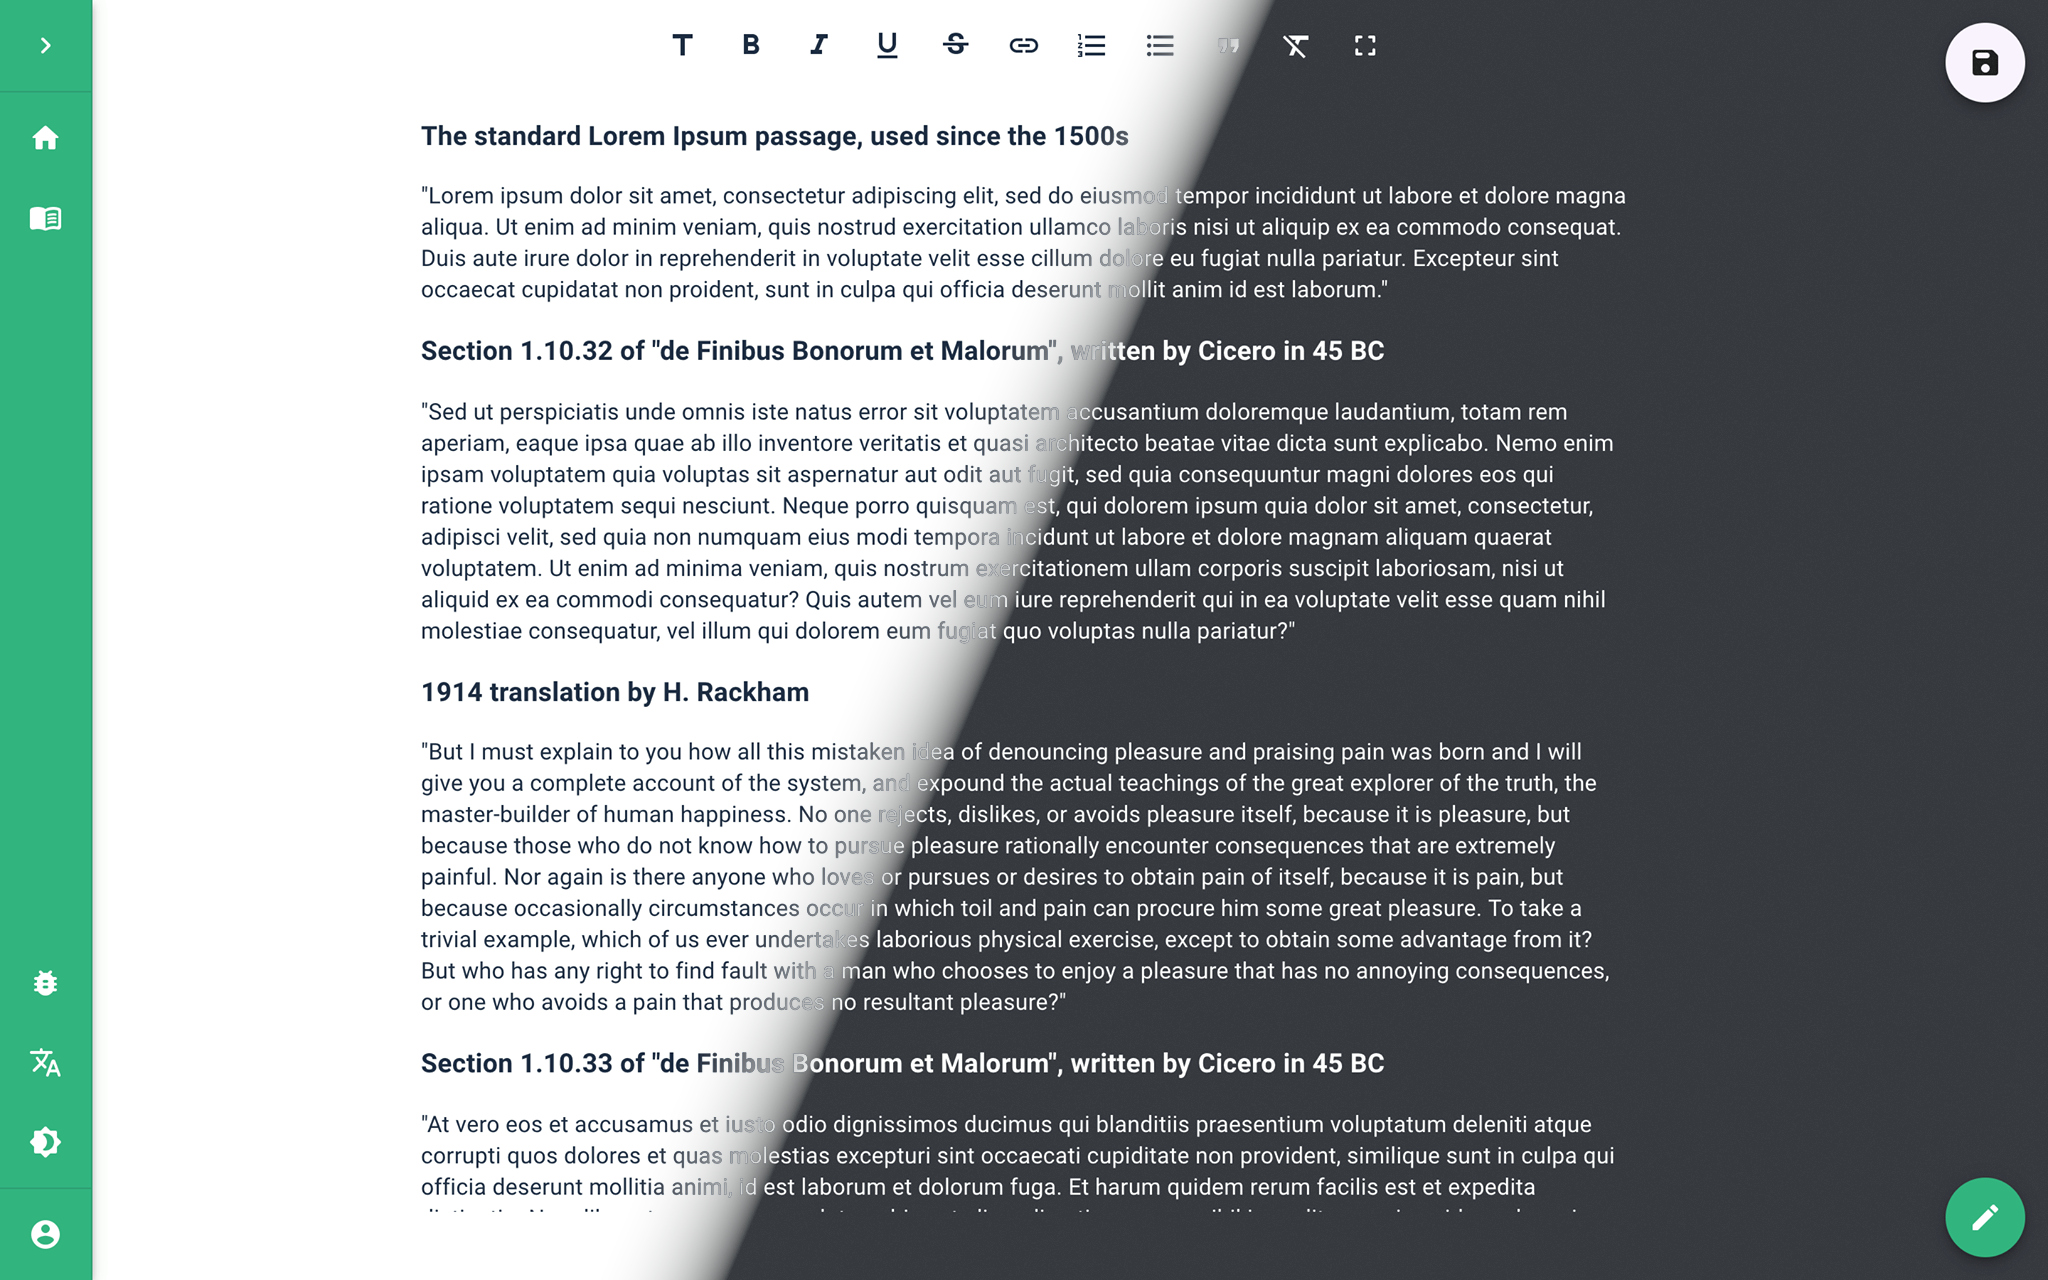 The standard Lorem Ipsum passage, used since the 1500s
"Lorem ipsum dolor sit amet, consectetur adipiscing elit, sed do eiusmod tempor incididunt ut labore et dolore magna
aliqua. Ut enim ad minim veniam, quis nostrud exercitation ullamco laboris nisi ut aliquip ex ea commodo consequat.
Duis aute irure dolor in reprehenderit in voluptate velit esse cillum dolore eu fugiat nulla pariatur. Excepteur sint
occaecat cupidatat non proident, sunt in culpa qui officia deserunt mollit anim id est laborum."
Section 1.10.32 of "de Finibus Bonorum et Malorum", written by Cicero in 45 BC
"Sed ut perspiciatis unde omnis iste natus error sit voluptatem accusantium doloremque laudantium, totam rem
aperiam, eaque ipsa quae ab illo inventore veritatis et quasi architecto beatae vitae dicta sunt explicabo. Nemo enim
ipsam voluptatem quia voluptas sit aspernatur aut odit aut fugit, sed quia consequuntur magni dolores eos qui
ratione voluptatem sequi nesciunt. Neque porro quisquam est, qui dolorem ipsum quia dolor sit amet, consectetur,
adipisci velit, sed quia non numquam eius modi tempora incidunt ut labore et dolore magnam aliquam quaerat
voluptatem. Ut enim ad minima veniam, quis nostrum exercitationem ullam corporis suscipit laboriosam, nisi ut
aliquid ex ea commodi consequatur? Quis autem vel eum iure reprehenderit qui in ea voluptate velit esse quam nihil
molestiae consequatur, vel illum qui dolorem eum fugiat quo voluptas nulla pariatur?"
1914 translation by H. Rackham
"But I must explain to you how all this mistaken idea of denouncing pleasure and praising pain was born and I will
give you a complete account of the system, and expound the actual teachings of the great explorer of the truth, the
master-builder of human happiness. No one rejects, dislikes, or avoids pleasure itself, because it is pleasure, but
because those who do not know how to pursue pleasure rationally encounter consequences that are extremely
painful. Nor again is there anyone who loves or pursues or desires to obtain pain of itself, because it is pain, but
because occasionally circumstances occur in which toil and pain can procure him some great pleasure. To take a
trivial example, which of us ever undertakes laborious physical exercise, except to obtain some advantage from it?
But who has any right to find fault with a man who chooses to enjoy a pleasure that has no annoying consequences,
or one who avoids a pain that produces no resultant pleasure?"
Section 1.10.33 of "de Finibus Bonorum et Malorum", written by Cicero in 45 BC
"At vero eos et accusamus et iusto odio dignissimos ducimus qui blanditiis praesentium voluptatum deleniti atque
corrupti quos dolores et quas molestias excepturi sint occaecati cupiditate non provident, similique sunt in culpa qui
officia deserunt mollitia animi, id est laborum et dolorum fuga. Et harum quidem rerum facilis est et expedita